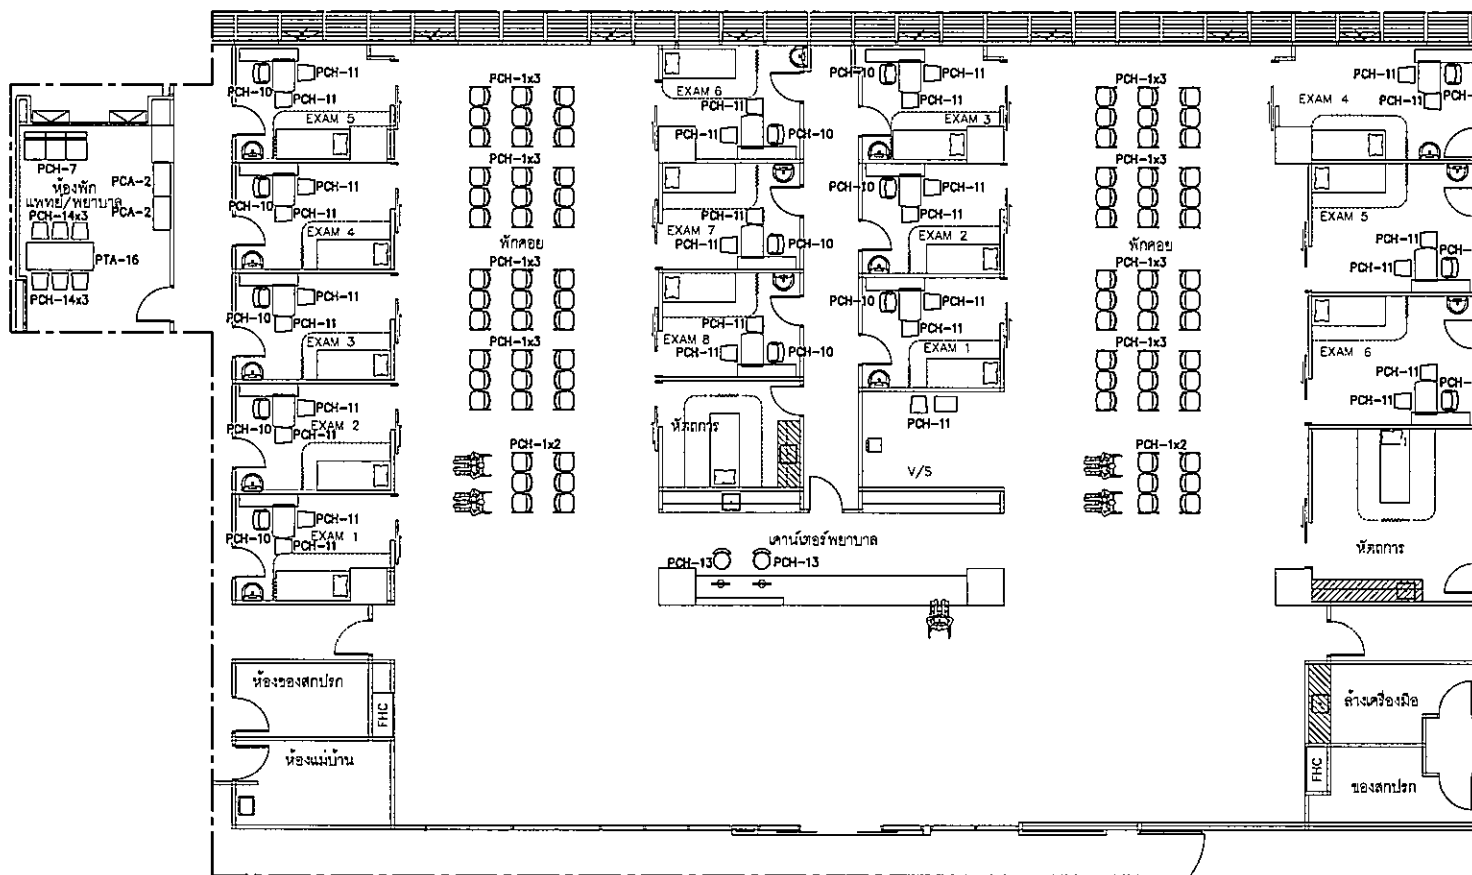 PCH-7
ห้องพัก
แพทย์/พยาบาล
PCA-2
PCA-2
PCH-14x3
PTA-16
PCH-14x3
PCH-11
PCH-10
PCH-11
EXAM 5
PCH-11
PCH-10
PCH-11
EXAM 4
PCH-11
PCH-10
PCH-11
EXAM 3
PCH-11
PCH-10
PCH-11
EXAM 2
PCH-11
PCH-10
PCH-11
EXAM 1
ห้องของสกปรก
FHC
ห้องแม่บ้าน
PCH-1x3
PCH-1x3
พักคอย
PCH-1x3
PCH-1x3
PCH-1x2
EXAM 6
PCH-11
PCH-11
PCH-10
EXAM 7
PCH-11
PCH-11
PCH-10
EXAM 8
PCH-11
PCH-11
PCH-10
หัตถการ
PCH-10
PCH-11
PCH-11
EXAM 3
PCH-10
PCH-11
PCH-11
EXAM 2
PCH-10
PCH-11
PCH-11
EXAM 1
PCH-11
V/S
เคาน์เตอร์พยาบาล
PCH-13
PCH-13
PCH-1x3
PCH-1x3
พักคอย
PCH-1x3
PCH-1x3
PCH-1x2
PCH-11
PCH-
PCH-11
EXAM 4
EXAM 5
PCH-11
PCH-11
PCH-
EXAM 6
PCH-11
PCH-11
PCH-
หัตถการ
ล้างเครื่องมือ
FHC
ของสกปรก